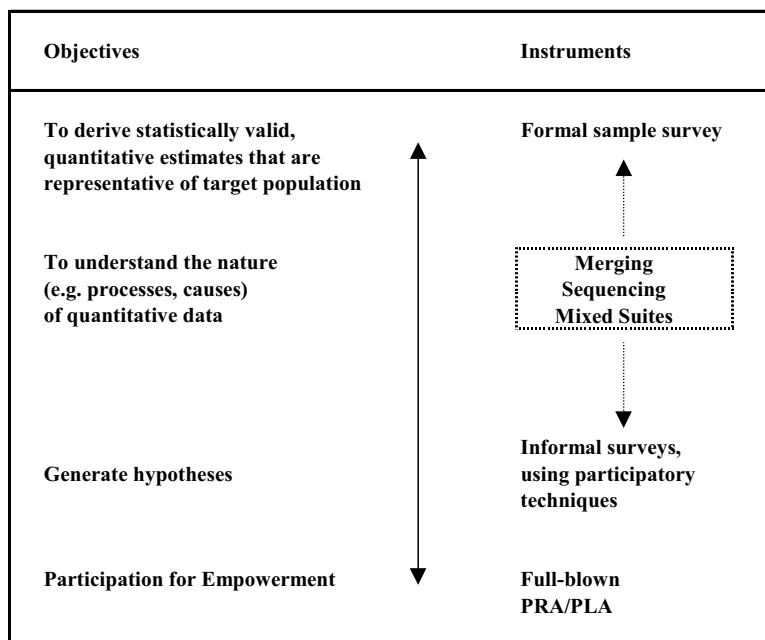 Objectives
Instruments
To derive statistically valid,
quantitative estimates that are
representative of target population
Formal sample survey
To understand the nature
(e.g. processes, causes)
of quantitative data
Merging
Sequencing
Mixed Suites
Generate hypotheses
Informal surveys,
using participatory
techniques
Participation for Empowerment
Full-blown
PRA/PLA